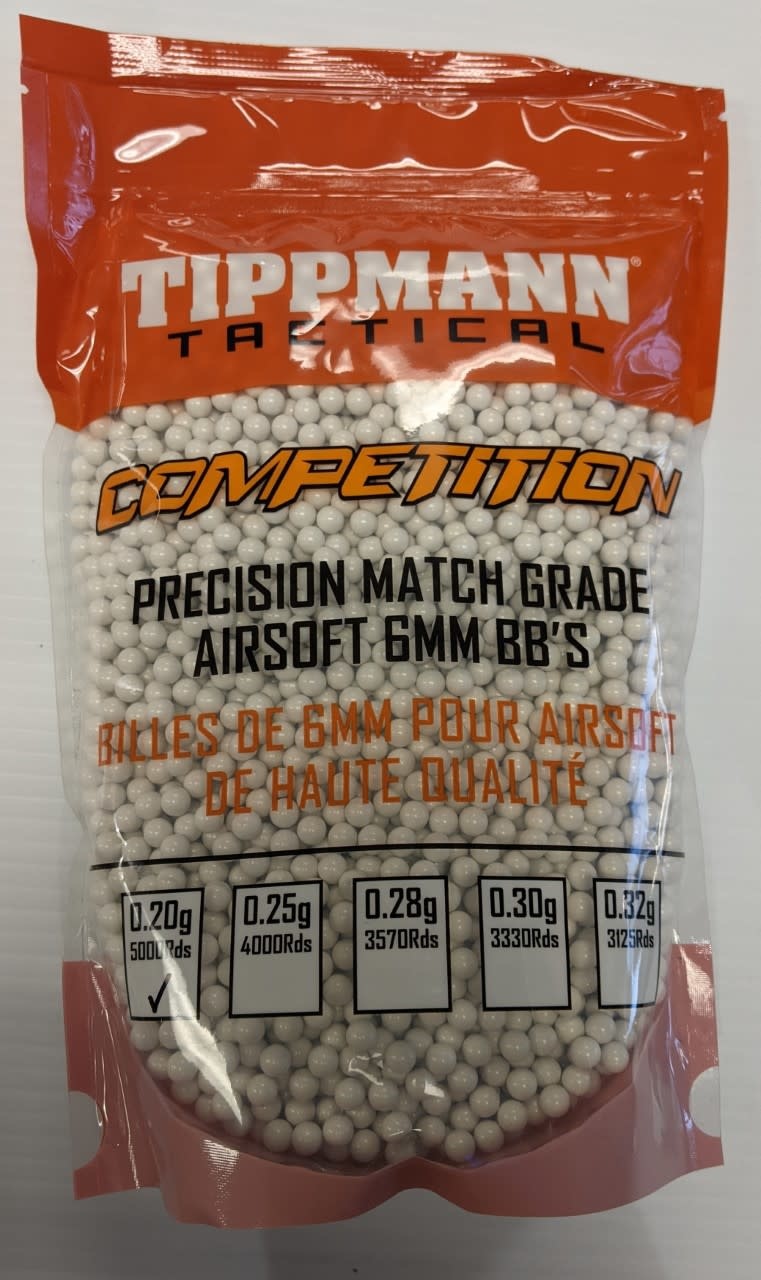 TIPPMANN®
TACTICAL
COMPETITION
PRECISION MATCH GRADE
AIRSOFT 6MM BB'S
BILLES DE 6MM POUR AIRSOFT
DE HAUTE QUALITÉ
0.20g 0.25g 0.28g 0.30g 0.32g
5000Rds 4000Rds 3570Rds 3330Rds 3125Rds
✓